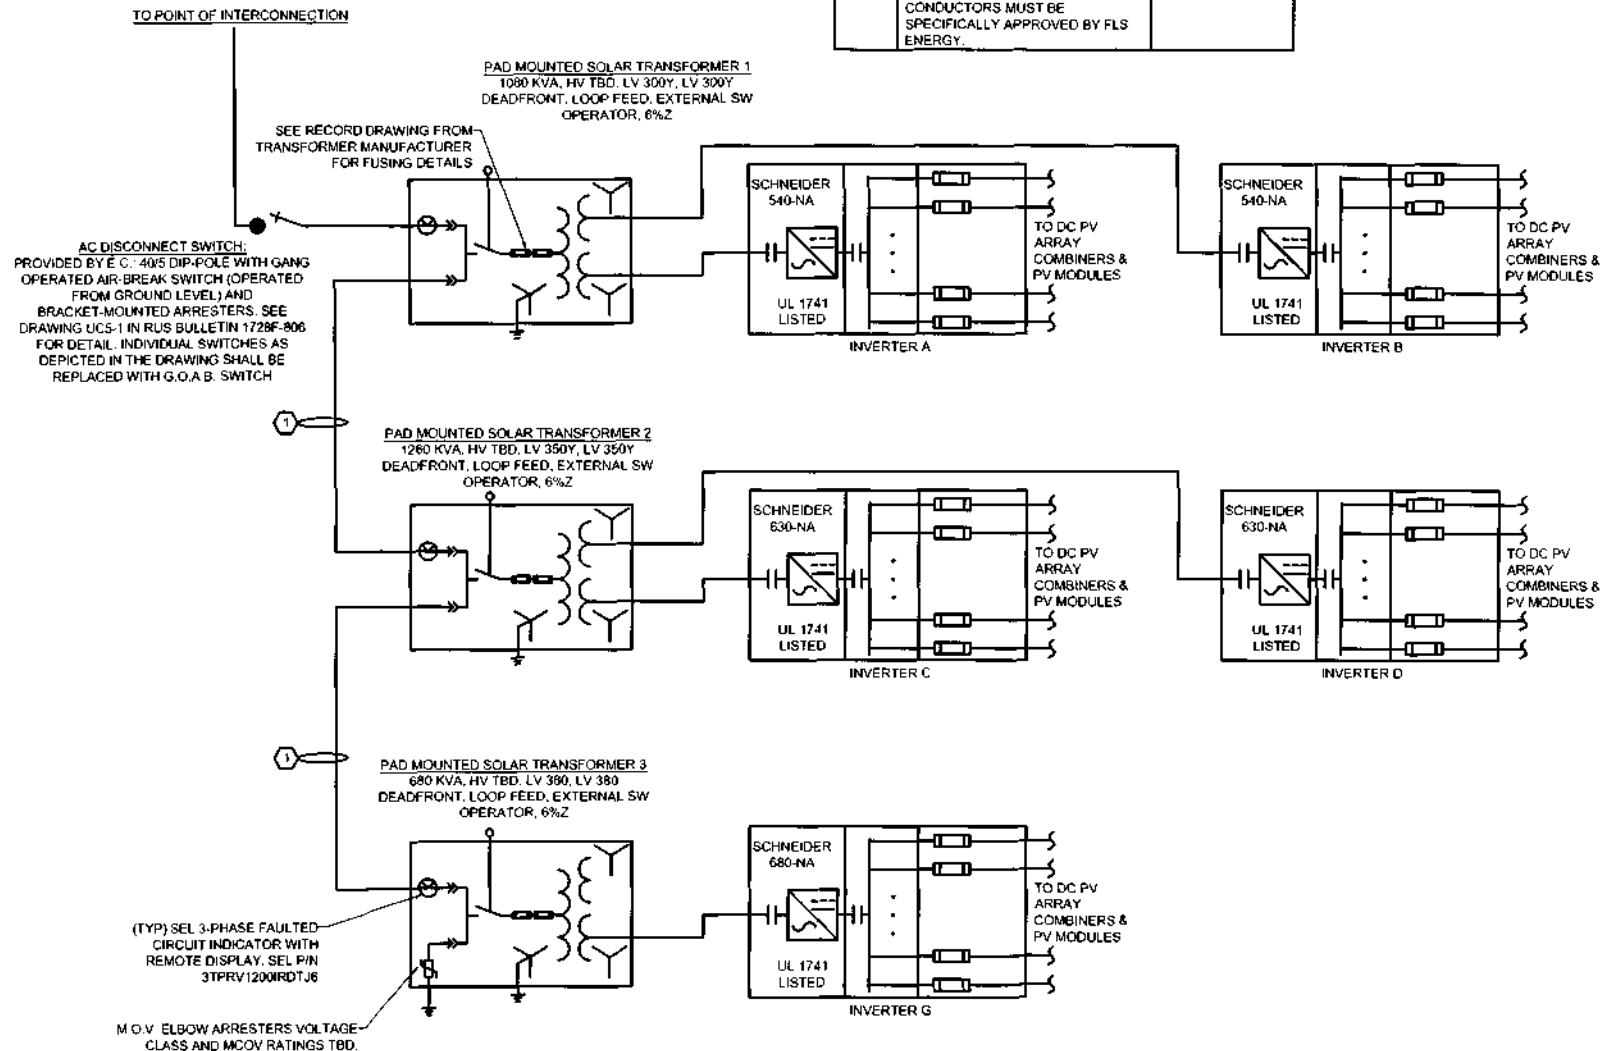 TO POINT OF INTERCONNECTION
CONDUCTORS MUST BE
SPECIFICALLY APPROVED BY FLS
ENERGY.
PAD MOUNTED SOLAR TRANSFORMER 1
1080 KVA, HV TBD, LV 300Y, LV 300Y
DEADFRONT, LOOP FEED, EXTERNAL SW
OPERATOR, 6%Z
SEE RECORD DRAWING FROM
TRANSFORMER MANUFACTURER
FOR FUSING DETAILS
AC DISCONNECT SWITCH:
PROVIDED BY E.C.: 40/5 DIP-POLE WITH GANG
OPERATED AIR-BREAK SWITCH (OPERATED
FROM GROUND LEVEL) AND
BRACKET-MOUNTED ARRESTERS. SEE
DRAWING UC5-1 IN RUS BULLETIN 1728F-806
FOR DETAIL. INDIVIDUAL SWITCHES AS
DEPICTED IN THE DRAWING SHALL BE
REPLACED WITH G.O.A.B. SWITCH
SCHNEIDER
540-NA
UL 1741
LISTED
TO DC PV
ARRAY
COMBINERS &
PV MODULES
INVERTER A
SCHNEIDER
540-NA
UL 1741
LISTED
TO DC PV
ARRAY
COMBINERS &
PV MODULES
INVERTER B
1
PAD MOUNTED SOLAR TRANSFORMER 2
1260 KVA, HV TBD, LV 350Y, LV 350Y
DEADFRONT, LOOP FEED, EXTERNAL SW
OPERATOR, 6%Z
SCHNEIDER
630-NA
UL 1741
LISTED
TO DC PV
ARRAY
COMBINERS &
PV MODULES
INVERTER C
SCHNEIDER
630-NA
UL 1741
LISTED
TO DC PV
ARRAY
COMBINERS &
PV MODULES
INVERTER D
1
PAD MOUNTED SOLAR TRANSFORMER 3
680 KVA, HV TBD, LV 380, LV 380
DEADFRONT, LOOP FEED, EXTERNAL SW
OPERATOR, 6%Z
SCHNEIDER
680-NA
UL 1741
LISTED
TO DC PV
ARRAY
COMBINERS &
PV MODULES
INVERTER G
(TYP) SEL 3-PHASE FAULTED
CIRCUIT INDICATOR WITH
REMOTE DISPLAY. SEL P/N
3TPRV1200IRDTJ6
M.O.V. ELBOW ARRESTERS VOLTAGE
CLASS AND MCOV RATINGS TBD.